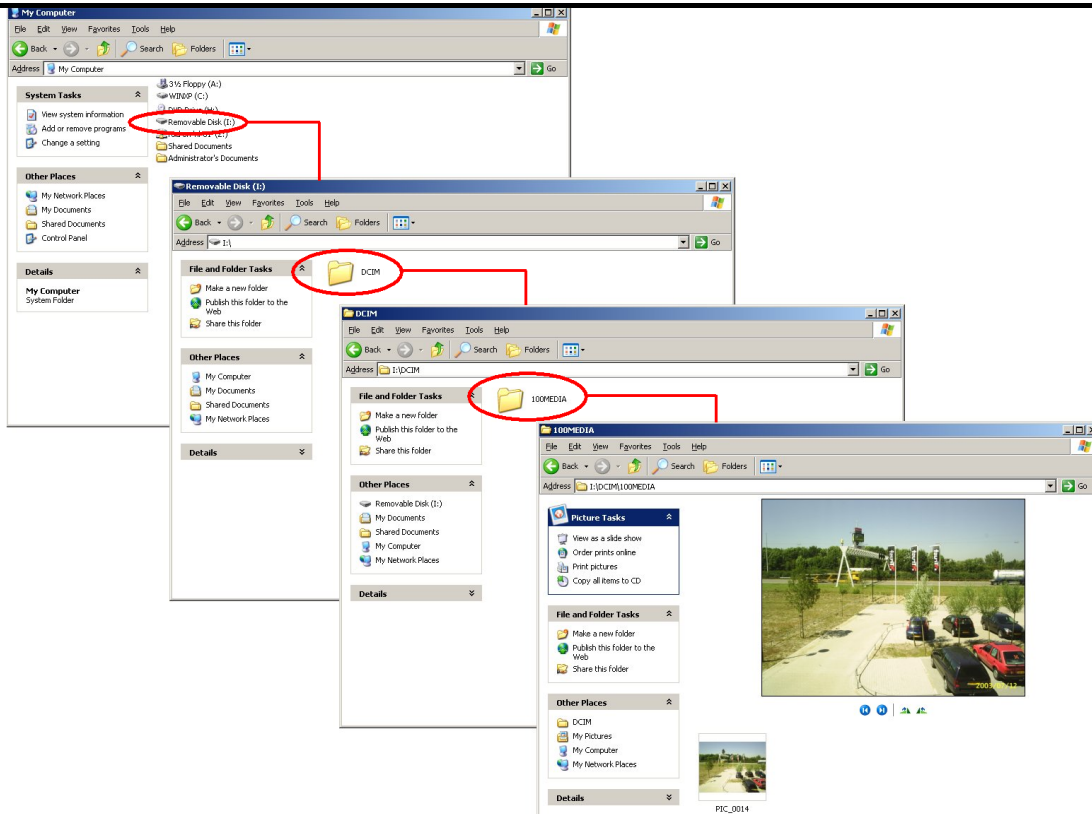 My Computer
File Edit View Favorites Tools Help
Back Search Folders
Address My Computer Go
System Tasks
View system information
Add or remove programs
Change a setting
Other Places
My Network Places
My Documents
Shared Documents
Control Panel
Details
My Computer
System Folder
3½ Floppy (A:)
WINXP (C:)
DVD Drive (H:)
Removable Disk (I:)
Shared Documents
Administrator's Documents
Removable Disk (I:)
File Edit View Favorites Tools Help
Back Search Folders
Address I:\ Go
File and Folder Tasks
Make a new folder
Publish this folder to the
Web
Share this folder
Other Places
My Computer
My Documents
Shared Documents
My Network Places
Details
DCIM
DCIM
File Edit View Favorites Tools Help
Back Search Folders
Address I:\DCIM Go
File and Folder Tasks
Make a new folder
Publish this folder to the
Web
Share this folder
Other Places
Removable Disk (I:)
My Documents
Shared Documents
My Computer
My Network Places
Details
100MEDIA
100MEDIA
File Edit View Favorites Tools Help
Back Search Folders
Address I:\DCIM\100MEDIA Go
Picture Tasks
View as a slide show
Order prints online
Print pictures
Copy all items to CD
File and Folder Tasks
Make a new folder
Publish this folder to the
Web
Share this folder
Other Places
DCIM
My Pictures
My Computer
My Network Places
Details
PIC_0014